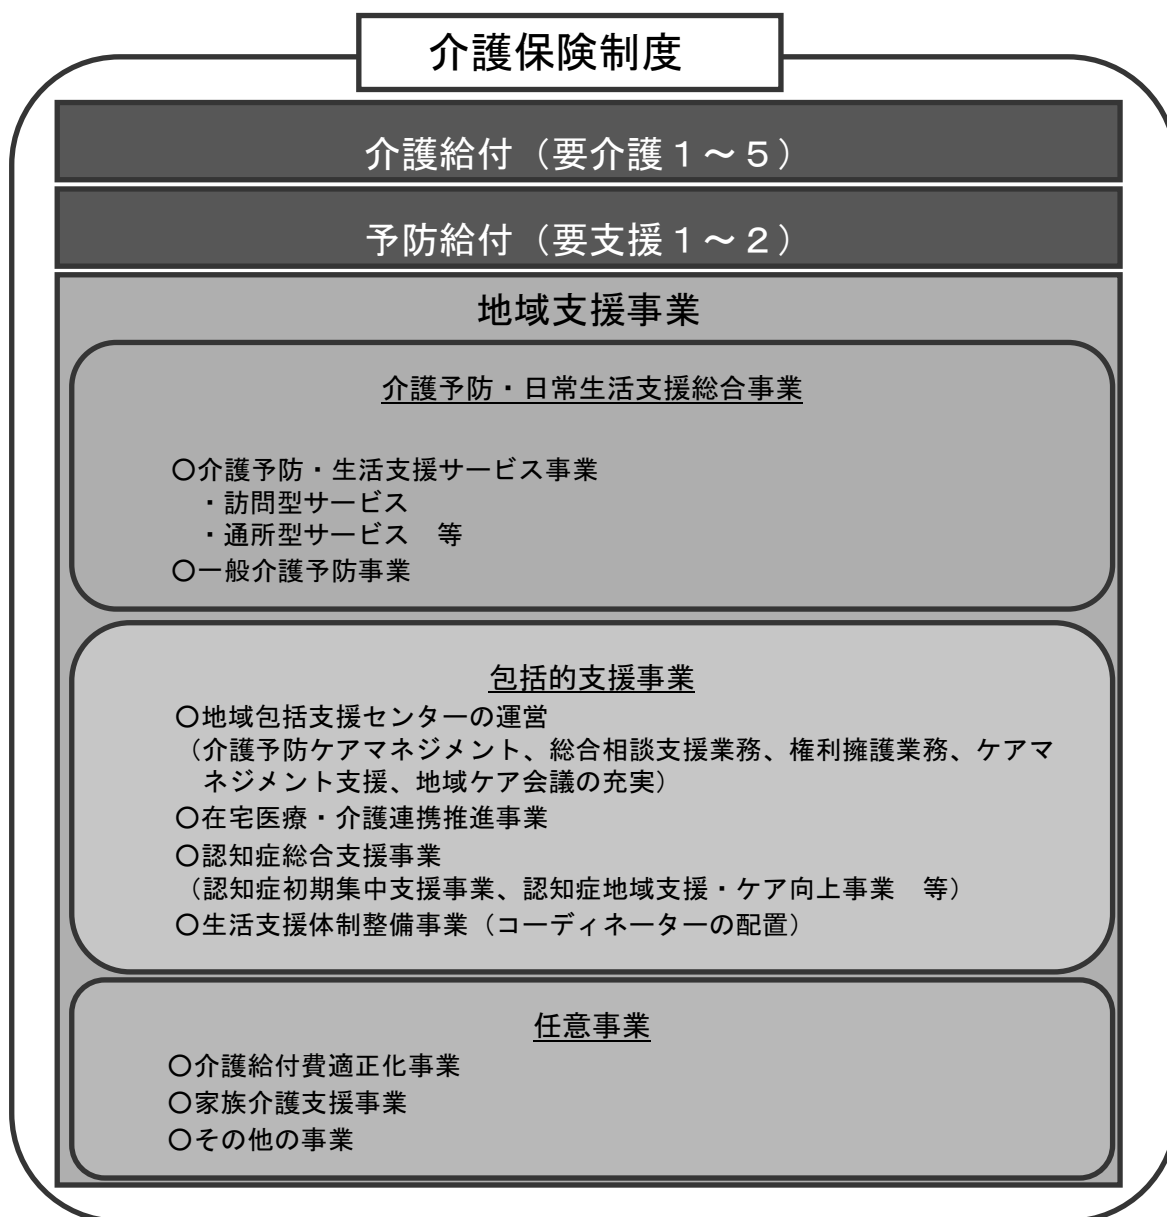 介護保険制度
介護給付（要介護１～５）
予防給付（要支援１～２）
地域支援事業
介護予防・日常生活支援総合事業
○介護予防・生活支援サービス事業
・訪問型サービス
・通所型サービス　等
○一般介護予防事業
包括的支援事業
○地域包括支援センターの運営
（介護予防ケアマネジメント、総合相談支援業務、権利擁護業務、ケアマ
ネジメント支援、地域ケア会議の充実）
○在宅医療・介護連携推進事業
○認知症総合支援事業
（認知症初期集中支援事業、認知症地域支援・ケア向上事業　等）
○生活支援体制整備事業（コーディネーターの配置）
任意事業
○介護給付費適正化事業
○家族介護支援事業
○その他の事業